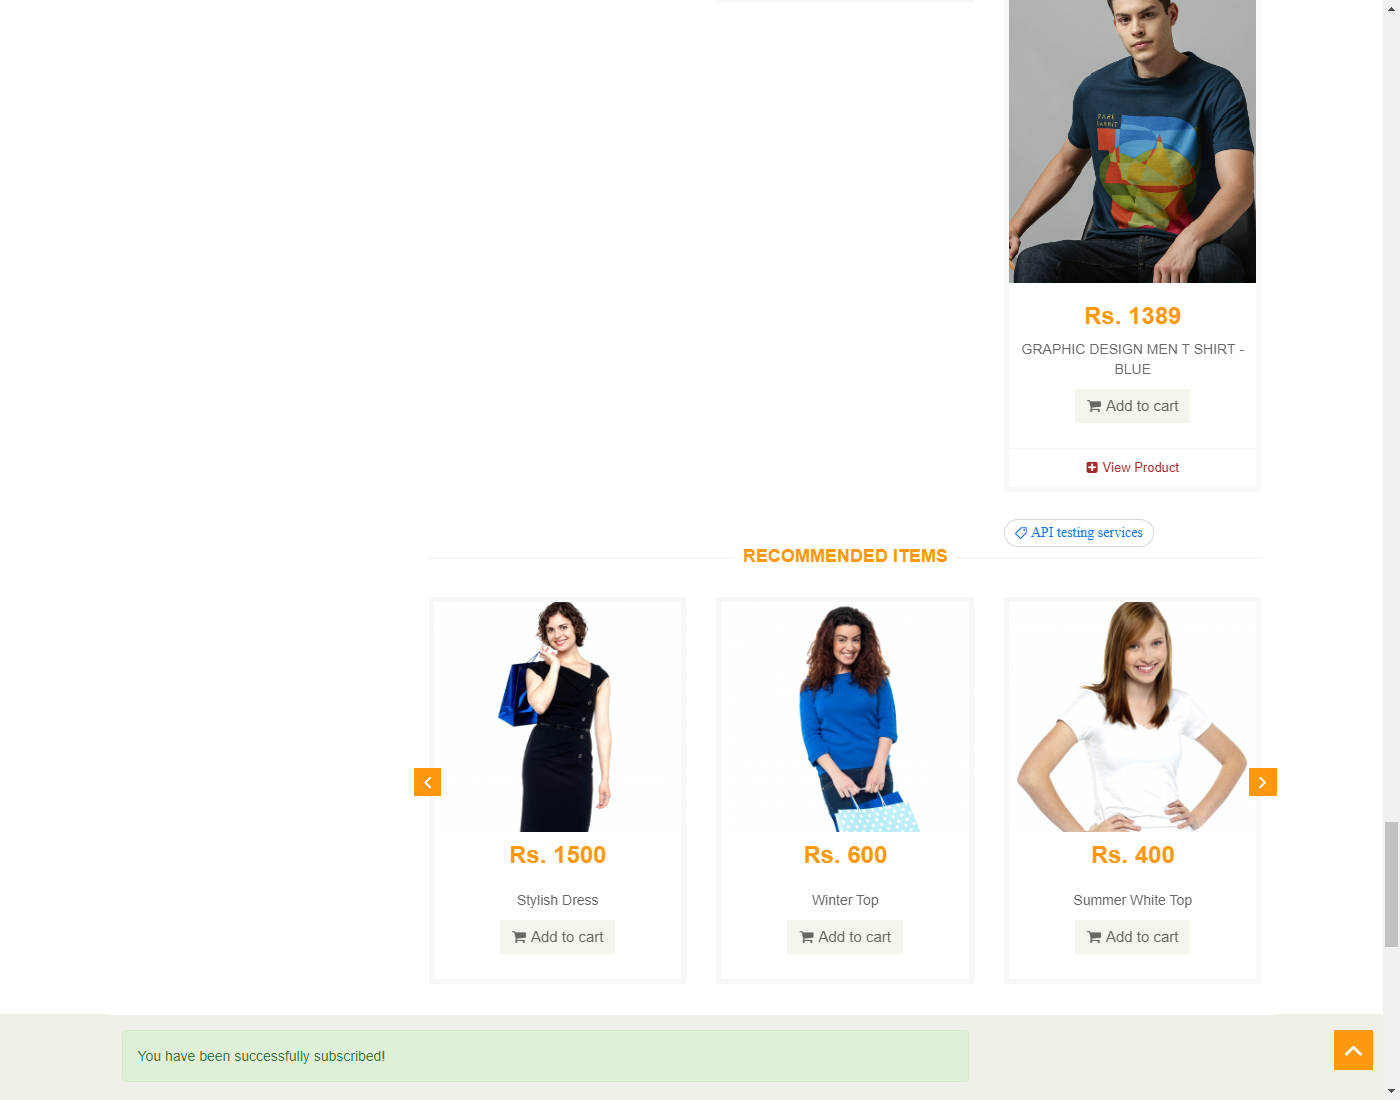 RARE
RABBIT
Rs. 1389
GRAPHIC DESIGN MEN T SHIRT -
BLUE
Add to cart
View Product
API testing services
RECOMMENDED ITEMS
Rs. 1500
Stylish Dress
Add to cart
Rs. 600
Winter Top
Add to cart
Rs. 400
Summer White Top
Add to cart
You have been successfully subscribed!